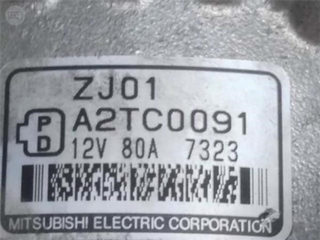 ZJ01
P D A2TC0091
12V 80A 7323
MITSUBISHI ELECTRIC CORPORATION